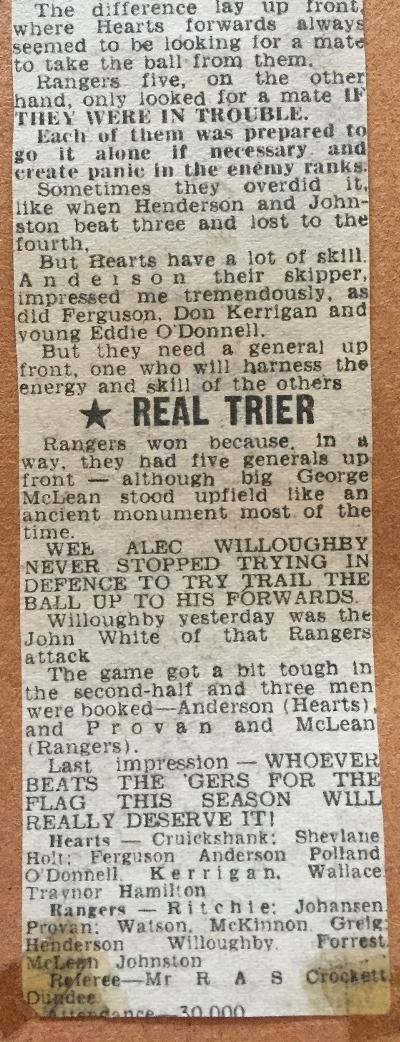 The difference lay up front,
where Hearts forwards always
seemed to be looking for a mate
to take the ball from them.
Rangers five, on the other
hand, only looked for a mate IF
THEY WERE IN TROUBLE.
Each of them was prepared to
go it alone if necessary and
create panic in the enemy ranks.
Sometimes they overdid it,
like when Henderson and John-
ston beat three and lost to the
fourth,
But Hearts have a lot of skill.
Anderson their skipper,
impressed me tremendously, as
did Ferguson, Don Kerrigan and
young Eddie O'Donnell.
But they need a general up
front, one who will harness the
energy and skill of the others
★ REAL TRIER
Rangers won because, in a
way, they had five generals up
front — although big George
McLean stood upfield like an
ancient monument most of the
time.
WEE ALEC WILLOUGHBY
NEVER STOPPED TRYING IN
DEFENCE TO TRY TRAIL THE
BALL UP TO HIS FORWARDS.
Willoughby yesterday was the
John White of that Rangers
attack
The game got a bit tough in
the second-half and three men
were booked—Anderson (Hearts),
and Provan and McLean
(Rangers).
Last impression — WHOEVER
BEATS THE 'GERS FOR THE
FLAG THIS SEASON WILL
REALLY DESERVE IT!
Hearts — Cruickshank; Shevlane
Holt; Ferguson Anderson Polland
O'Donnell, Kerrigan, Wallace
Traynor Hamilton
Rangers — Ritchie; Johansen
Provan; Watson, McKinnon, Greig;
Henderson Willoughby, Forrest
McLean Johnston
Referee—Mr R A S Crockett
Dundee
Attendance—30,000